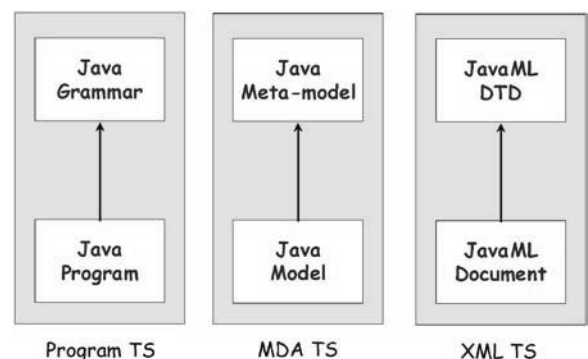 Java
Grammar
Java
Program
Program TS
Java
Meta-model
Java
Model
MDA TS
JavaML
DTD
JavaML
Document
XML TS